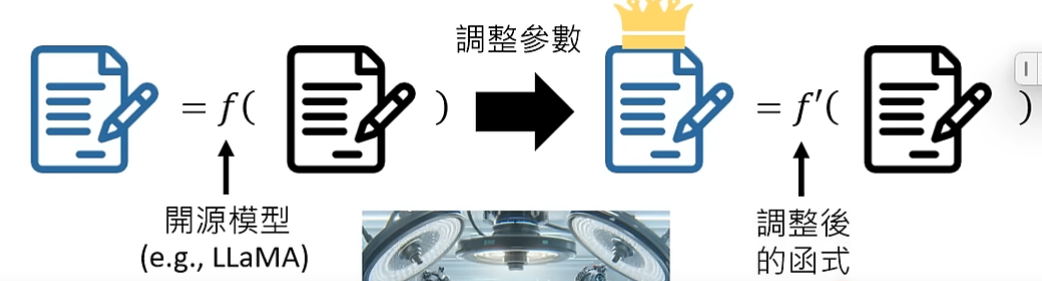 調整參數
= f( )
= f′( )
開源模型
(e.g., LLaMA)
調整後
的函式